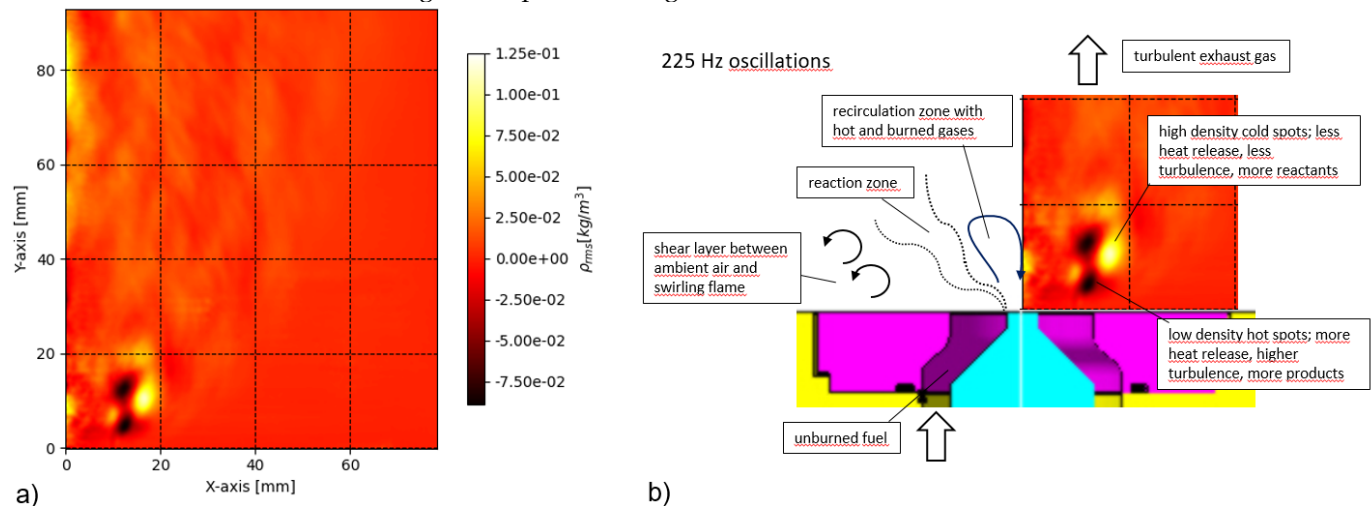 80
60
40
20
0
0
20
40
60
Y-axis [mm]
X-axis [mm]
1.25e-01
1.00e-01
7.50e-02
5.00e-02
2.50e-02
0.00e+00
-2.50e-02
-5.00e-02
-7.50e-02
ρrms[kg/m³]
a)
225 Hz oscillations
turbulent exhaust gas
recirculation zone with
hot and burned gases
high density cold spots; less
heat release, less
turbulence, more reactants
reaction zone
shear layer between
ambient air and
swirling flame
low density hot spots; more
heat release, higher
turbulence, more products
unburned fuel
b)